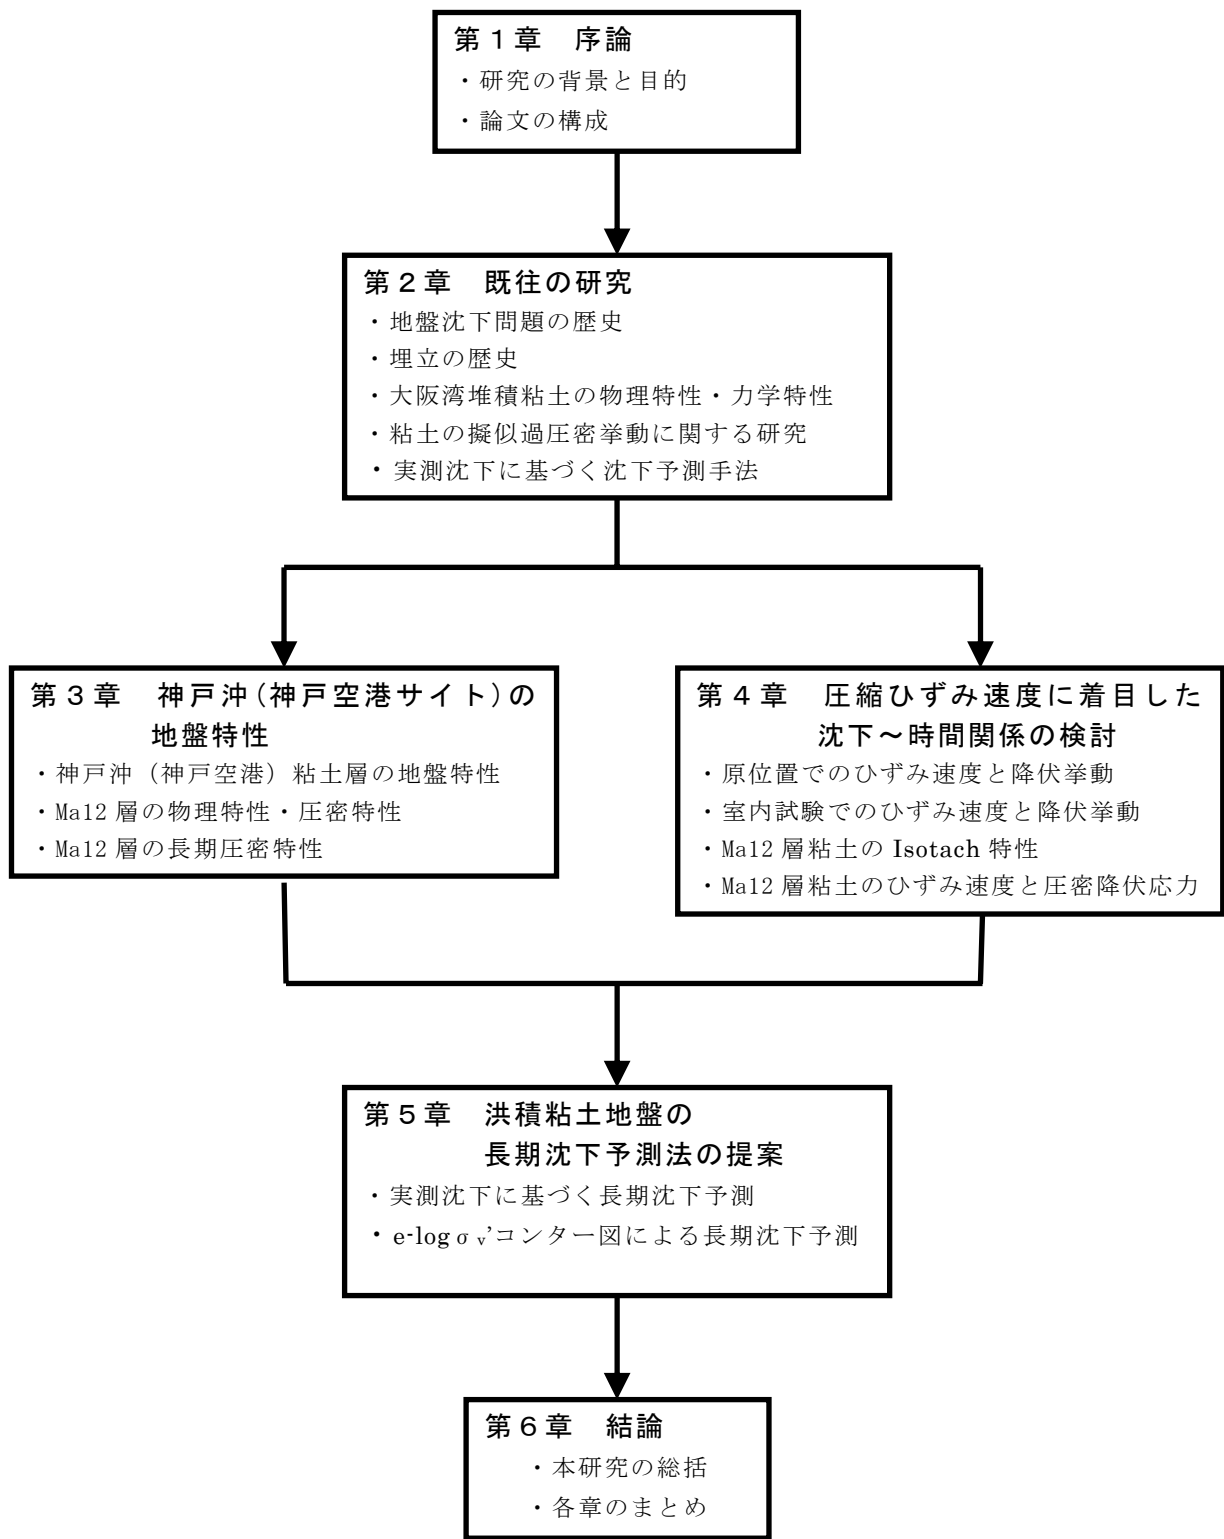 第１章　序論
・研究の背景と目的
・論文の構成
第２章　既往の研究
・地盤沈下問題の歴史
・埋立の歴史
・大阪湾堆積粘土の物理特性・力学特性
・粘土の擬似過圧密挙動に関する研究
・実測沈下に基づく沈下予測手法
第３章　神戸沖(神戸空港サイト)の
地盤特性
・神戸沖（神戸空港）粘土層の地盤特性
・Ma12 層の物理特性・圧密特性
・Ma12 層の長期圧密特性
第４章　圧縮ひずみ速度に着目した
沈下～時間関係の検討
・原位置でのひずみ速度と降伏挙動
・室内試験でのひずみ速度と降伏挙動
・Ma12 層粘土の Isotach 特性
・Ma12 層粘土のひずみ速度と圧密降伏応力
第５章　洪積粘土地盤の
長期沈下予測法の提案
・実測沈下に基づく長期沈下予測
・e-log σv’コンター図による長期沈下予測
第６章　結論
・本研究の総括
・各章のまとめ